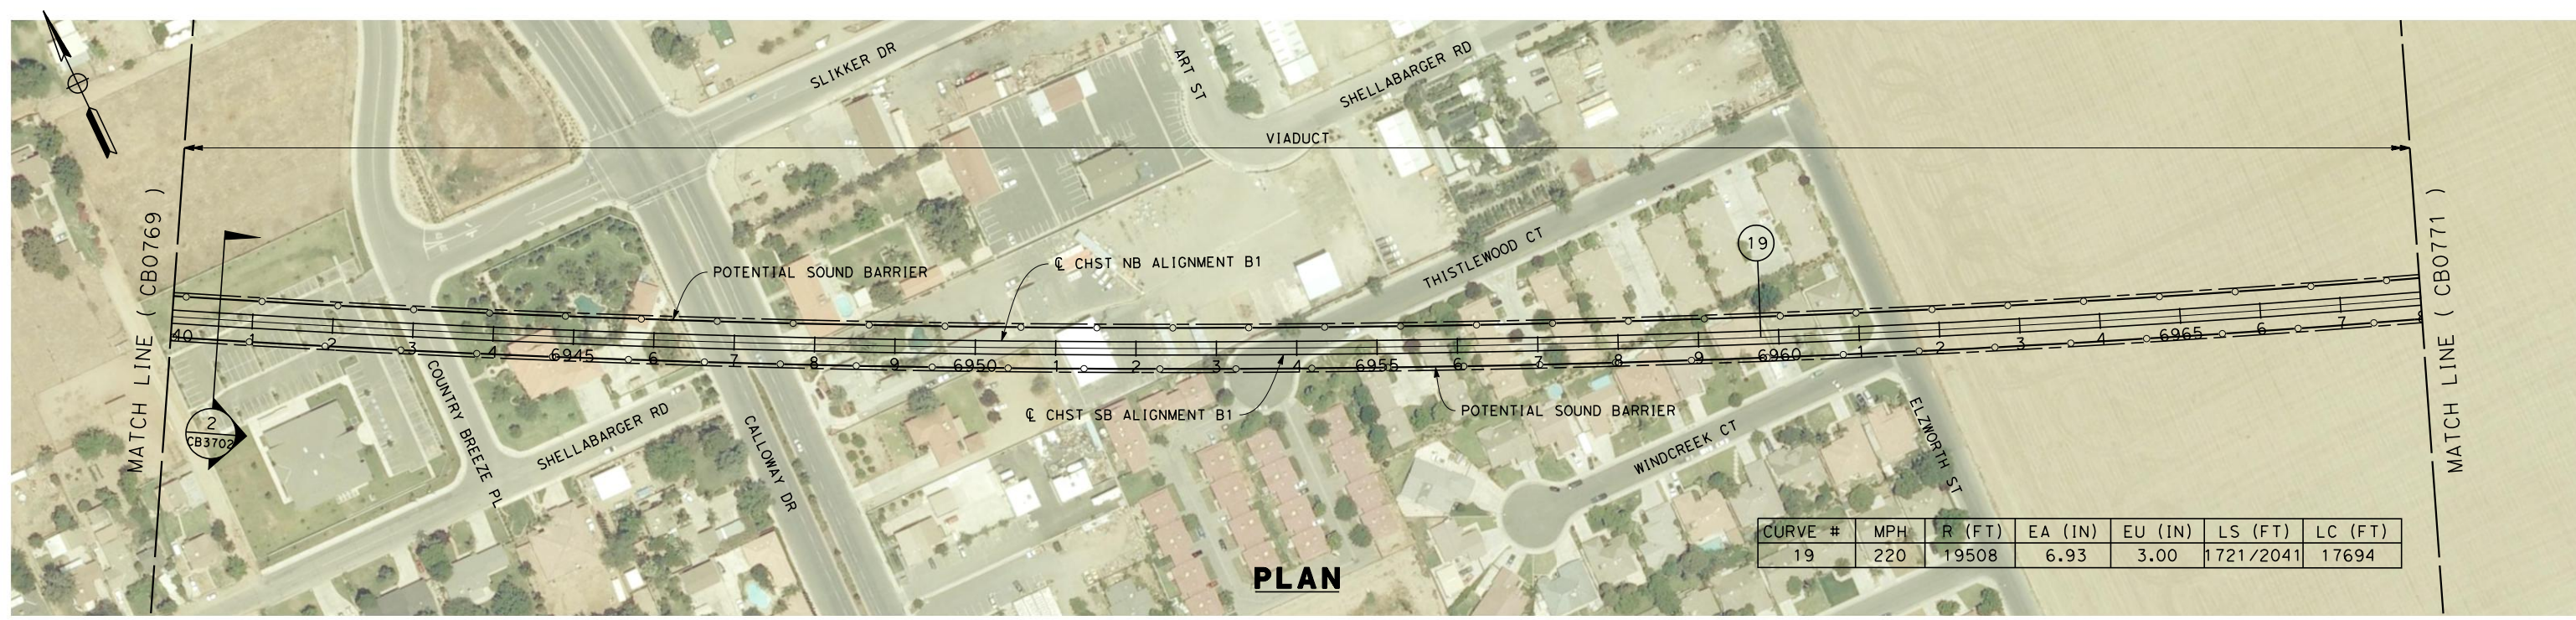 SLIKKER DR
ART ST
SHELLABARGER RD
VIADUCT
MATCH LINE ( CB0769 )
MATCH LINE ( CB0771 )
POTENTIAL SOUND BARRIER
℄ CHST NB ALIGNMENT B1
THISTLEWOOD CT
19
40 1 2 3 4 6945 6 7 8 9 6950 1 2 3 4 6955 6 7 8 9 6960 1 2 3 4 6965 6 7 8
2
CB3702
COUNTRY BREEZE PL
SHELLABARGER RD
CALLOWAY DR
℄ CHST SB ALIGNMENT B1
POTENTIAL SOUND BARRIER
WINDCREEK CT
ELZWORTH ST
CURVE # MPH R (FT) EA (IN) EU (IN) LS (FT) LC (FT)
19 220 19508 6.93 3.00 1721/2041 17694
PLAN